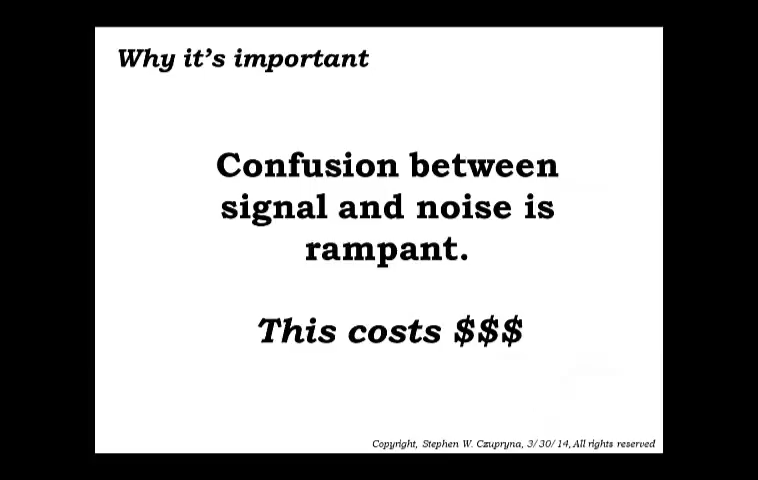 Why it's important
Confusion between
signal and noise is
rampant.
This costs $$$
Copyright, Stephen W. Czupryna, 3/30/14, All rights reserved